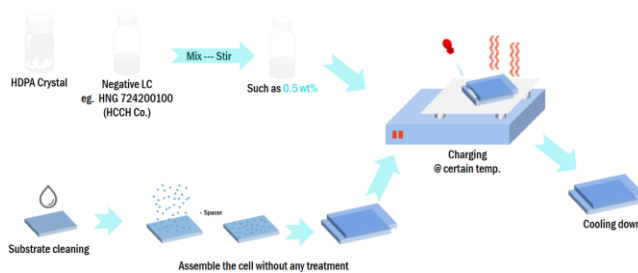 HDPA Crystal
Negative LC
eg. HNG 724200100
(HCCH Co.)
Mix --- Stir
Such as 0.5 wt%
Charging
@ certain temp.
Substrate cleaning
- Spacer
Assemble the cell without any treatment
Cooling down